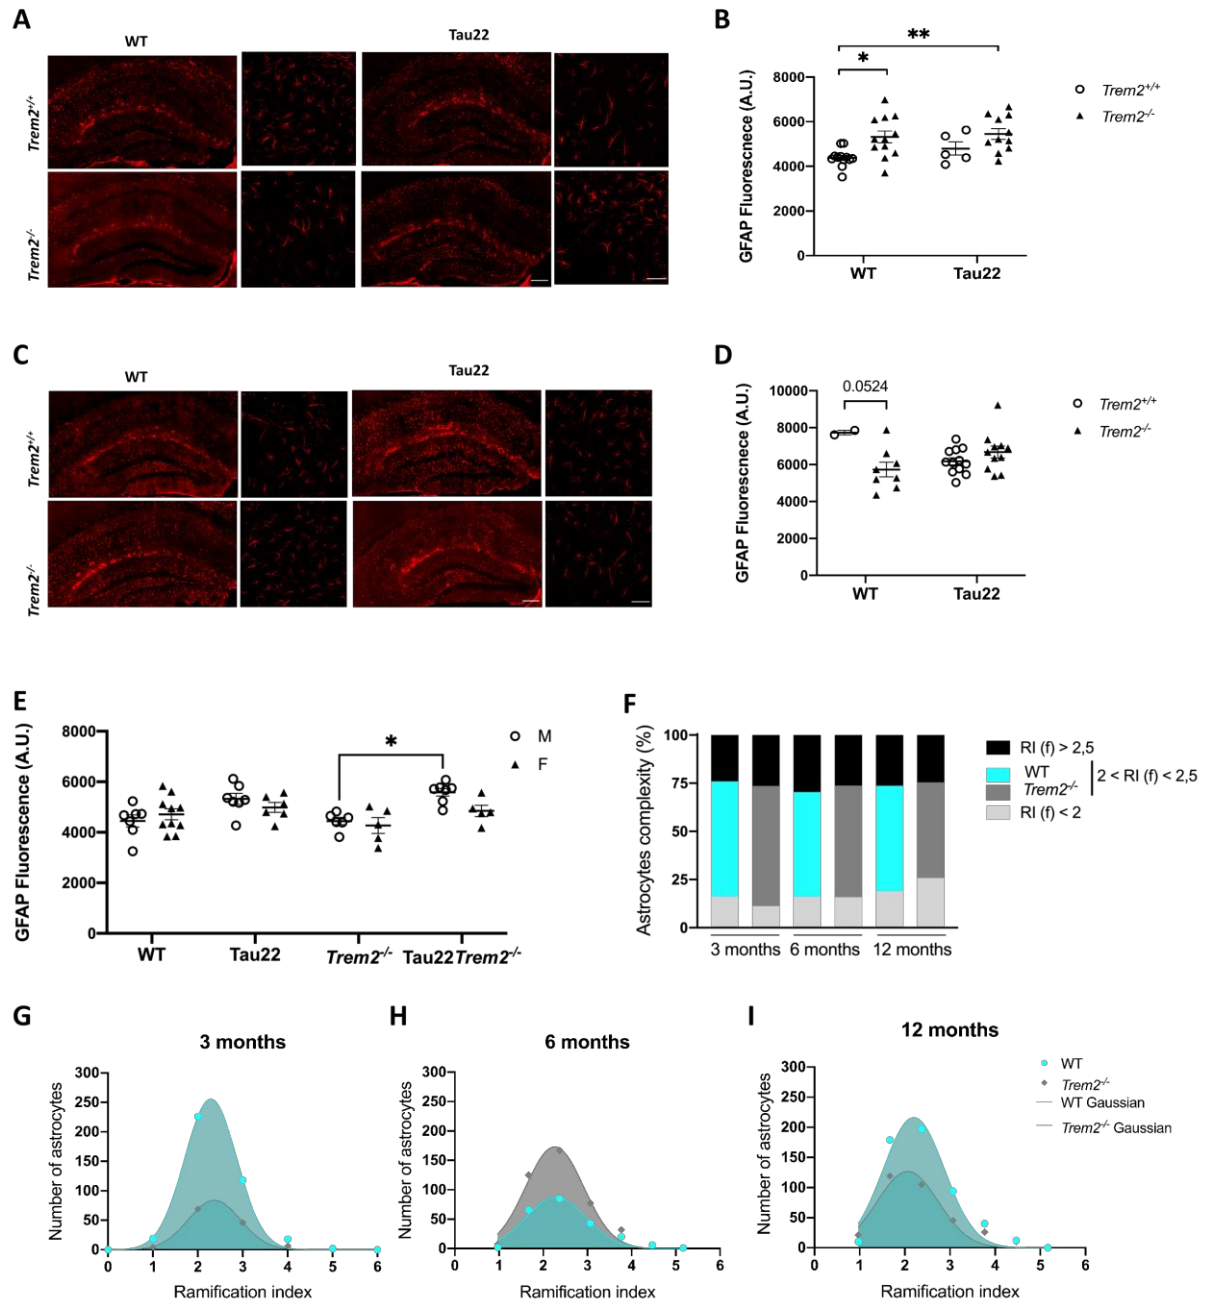 A
WT
Tau22
Trem2+/+
Trem2-/-
B
**
*
GFAP Fluorescnece (A.U.)
8000
6000
4000
2000
0
WT
Tau22
Trem2+/+
Trem2-/-
C
WT
Tau22
Trem2+/+
Trem2-/-
D
0.0524
GFAP Fluorescnece (A.U.)
10000
8000
6000
4000
2000
0
WT
Tau22
Trem2+/+
Trem2-/-
E
*
GFAP Fluorescence (A.U.)
8000
6000
4000
2000
0
WT
Tau22
Trem2-/-
Tau22Trem2-/-
M
F
F
Astrocytes complexity (%)
100
75
50
25
0
3 months
6 months
12 months
RI (f) > 2,5
WT
Trem2-/-
2 < RI (f) < 2,5
RI (f) < 2
G
3 months
Number of astrocytes
300
250
200
150
100
50
0
0 1 2 3 4 5 6
Ramification index
H
6 months
Number of astrocytes
300
250
200
150
100
50
0
0 1 2 3 4 5 6
Ramification index
I
12 months
Number of astrocytes
300
250
200
150
100
50
0
0 1 2 3 4 5 6
Ramification index
WT
Trem2-/-
WT Gaussian
Trem2-/- Gaussian